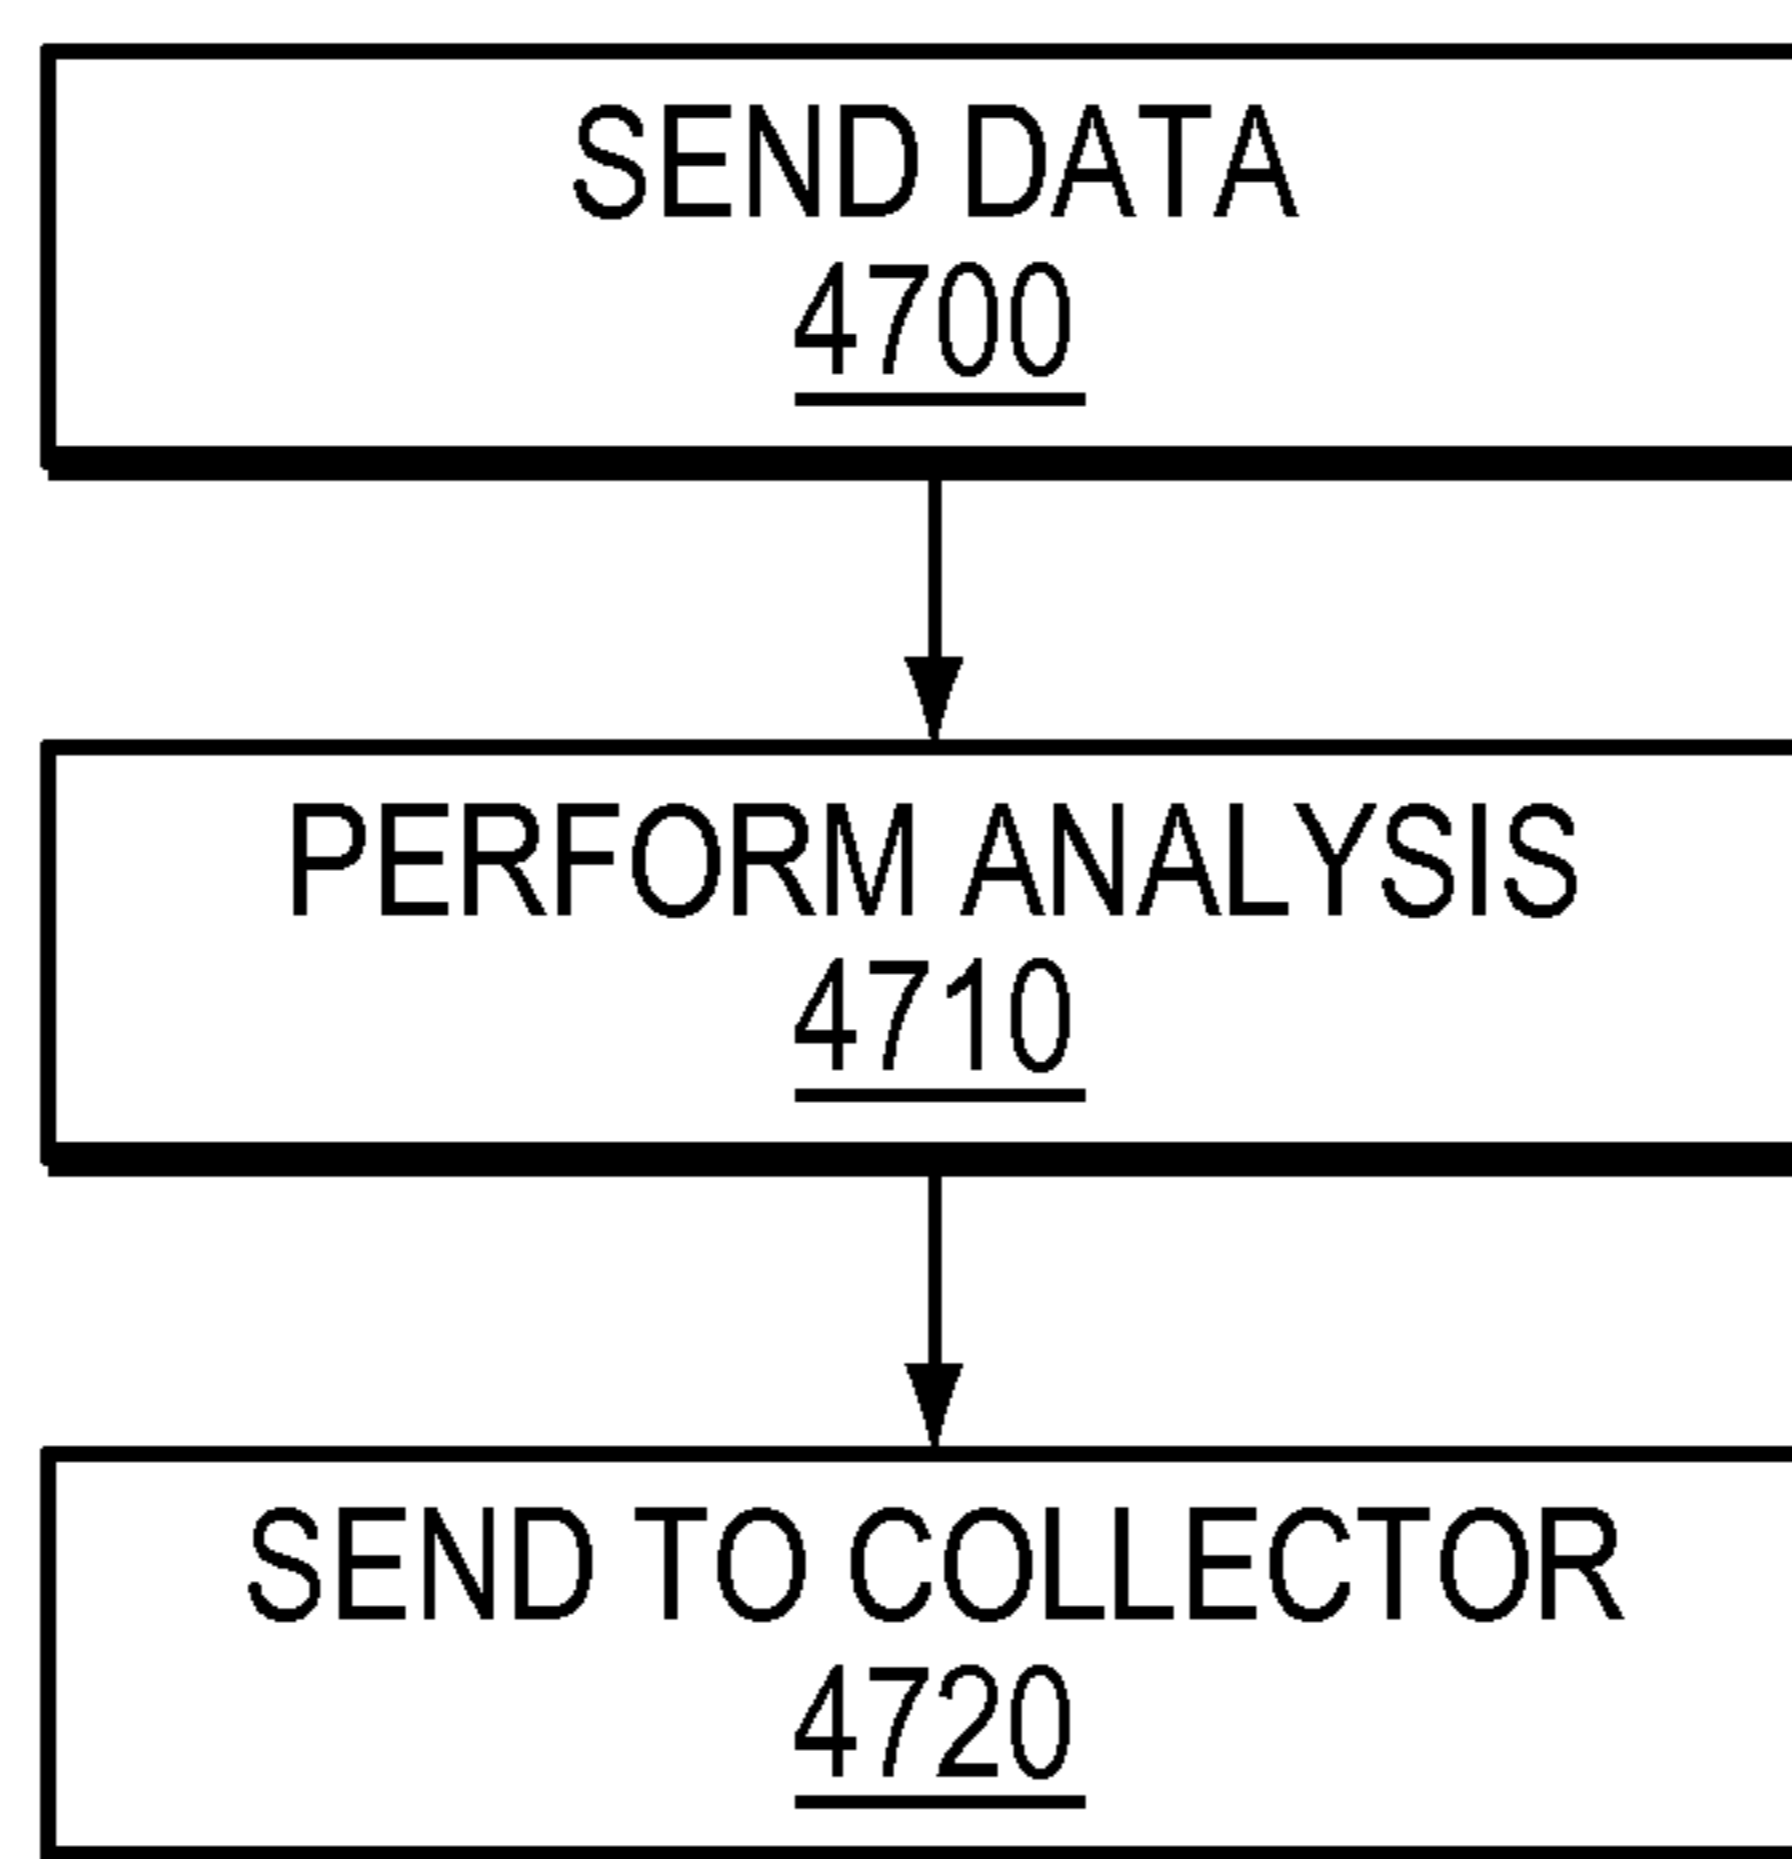 SEND DATA
4700
PERFORM ANALYSIS
4710
SEND TO COLLECTOR
4720